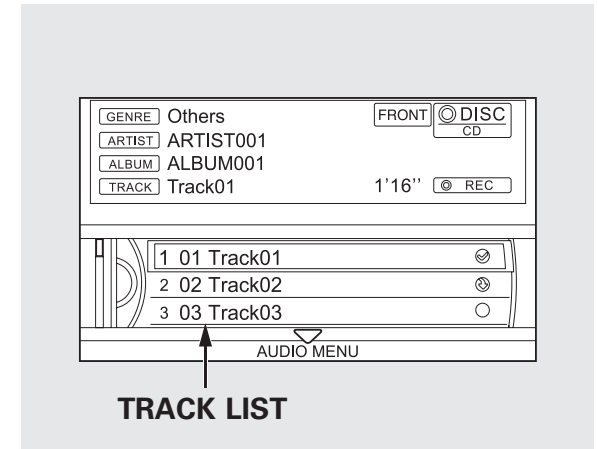 GENRE Others FRONT DISC
CD
ARTIST ARTIST001
ALBUM ALBUM001
TRACK Track01 1'16'' REC
1 01 Track01
2 02 Track02
3 03 Track03
AUDIO MENU
TRACK LIST